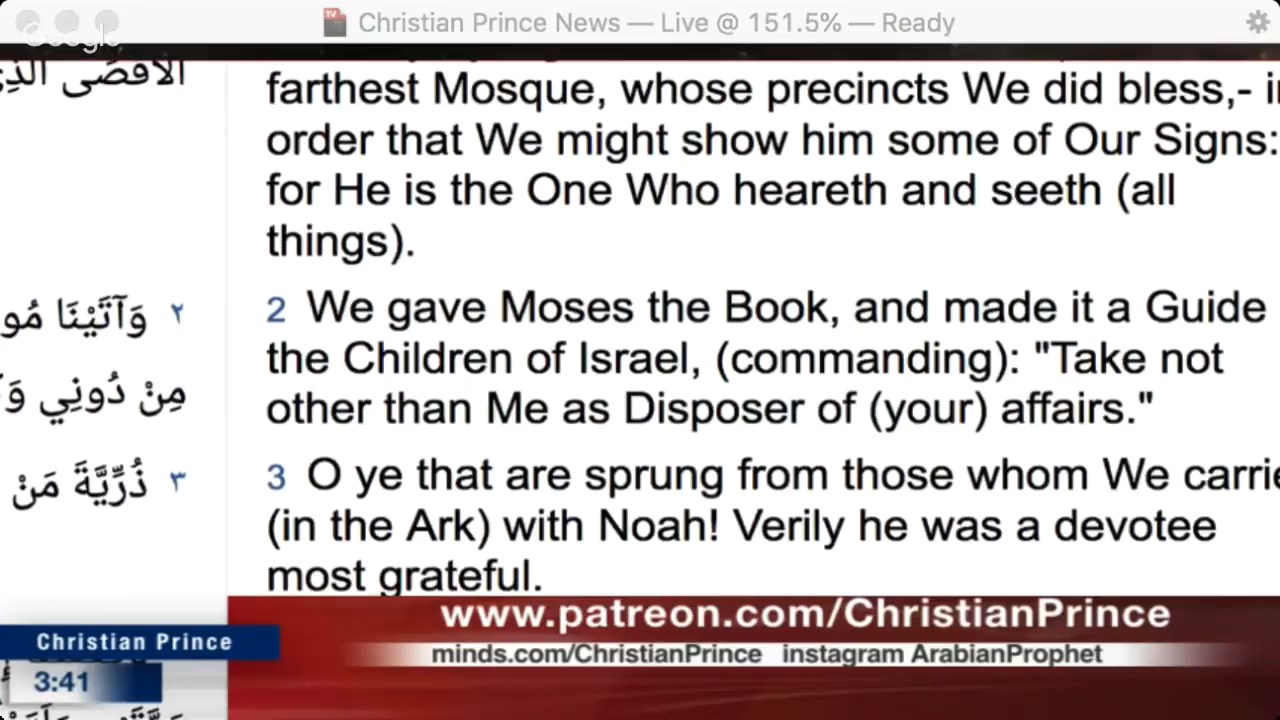 Christian Prince News — Live @ 151.5% — Ready
Google
الأقصى الذي
farthest Mosque, whose precincts We did bless,- in
order that We might show him some of Our Signs:
for He is the One Who heareth and seeth (all
things).
٢ وَآتَيْنَا مُو
2 We gave Moses the Book, and made it a Guide
the Children of Israel, (commanding): "Take not
مِنْ دُونِي وَ
other than Me as Disposer of (your) affairs."
٣ ذُرِّيَّةَ مَنْ
3 O ye that are sprung from those whom We carrie
(in the Ark) with Noah! Verily he was a devotee
most grateful.
www.patreon.com/ChristianPrince
Christian Prince
minds.com/ChristianPrince instagram ArabianProphet
3:41